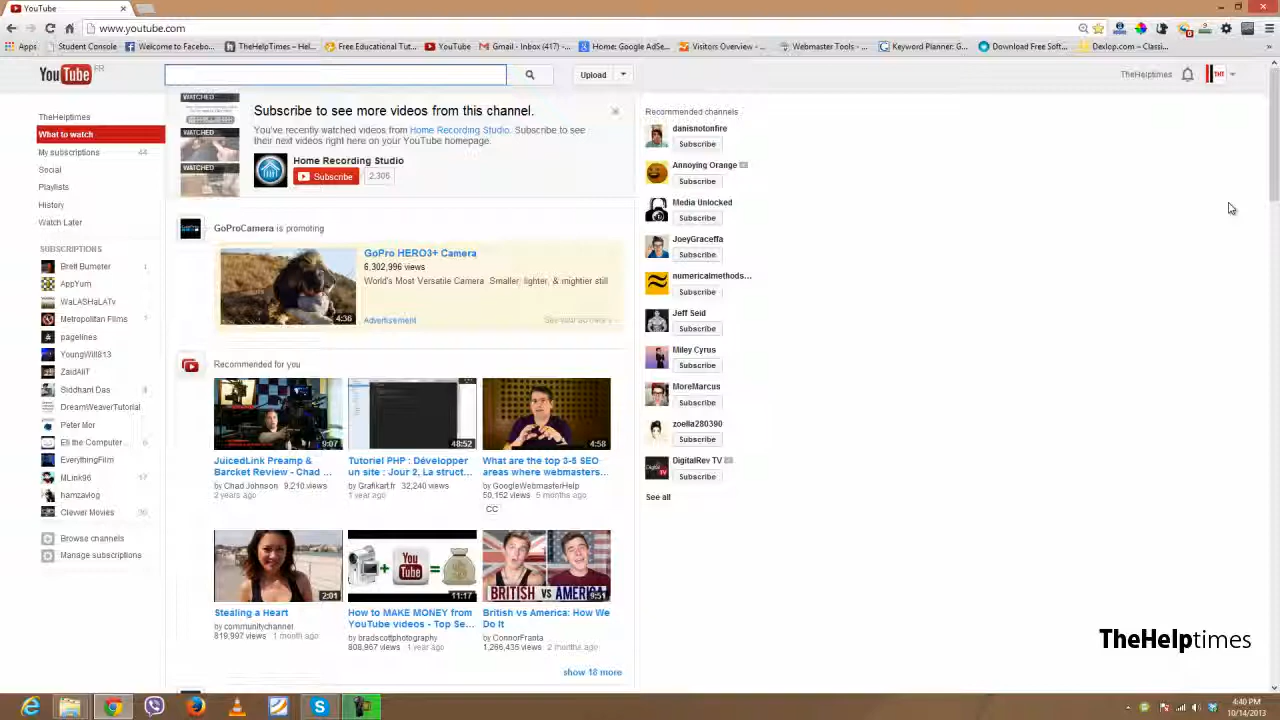 YouTube
www.youtube.com
Apps
Student Console
Welcome to Facebook
TheHelpTimes - Hel...
Free Educational Tut...
YouTube
Gmail - Inbox (417) -...
Home: Google AdSe...
Visitors Overview - ...
Webmaster Tools - ...
Keyword Planner: G...
Download Free Soft...
Dexlop.com – Classi...
YouTube FR
Upload
TheHelptimes
THT
TheHelptimes
What to watch
My subscriptions 44
Social
Playlists
History
Watch Later
SUBSCRIPTIONS
Brett Bumeter 1
AppYum
WaLASHaLATv
Metropolitan Films
pagelines
YoungWill813
ZaidAliT
Siddhant Das
DreamWeaverTutorial
Peter Mor
Eli the Computer ... 6
EverythingFilm
MLink96 17
hamzavlog
Clevver Movies
Browse channels
Manage subscriptions
WATCHED
WATCHED
WATCHED
Subscribe to see more videos from this channel.
You've recently watched videos from Home Recording Studio. Subscribe to see
their next videos right here on your YouTube homepage.
Home Recording Studio
Subscribe 2,306
GoProCamera is promoting
4:36
GoPro HERO3+ Camera
6,302,996 views
World's Most Versatile Camera. Smaller, lighter, & mightier still
Advertisement
Recommended for you
9:07
JuicedLink Preamp &
Barcket Review - Chad ...
by Chad Johnson 9,210 views
2 years ago
48:52
Tutoriel PHP : Développer
un site : Jour 2, La struct...
by Grafikart.fr 32,240 views
1 year ago
4:58
What are the top 3-5 SEO
areas where webmasters...
by GoogleWebmasterHelp
50,152 views 5 months ago
CC
2:01
Stealing a Heart
by communitychannel
819,997 views 1 month ago
YouTube
11:17
How to MAKE MONEY from
YouTube videos - Top Se...
by bradscottphotography
808,967 views 1 year ago
BRITISH VS AMERICA
9:51
British vs America: How We
Do It
by ConnorFranta
1,266,435 views 2 months ago
show 18 more
Recommended channels
danisnotonfire
Subscribe
Annoying Orange
Subscribe
Media Unlocked
Subscribe
JoeyGraceffa
Subscribe
numericalmethods...
Subscribe
Jeff Seid
Subscribe
Miley Cyrus
Subscribe
MoreMarcus
Subscribe
zoella280390
Subscribe
DigitalRev TV
Subscribe
See all
TheHelptimes
4:40 PM
10/14/2013